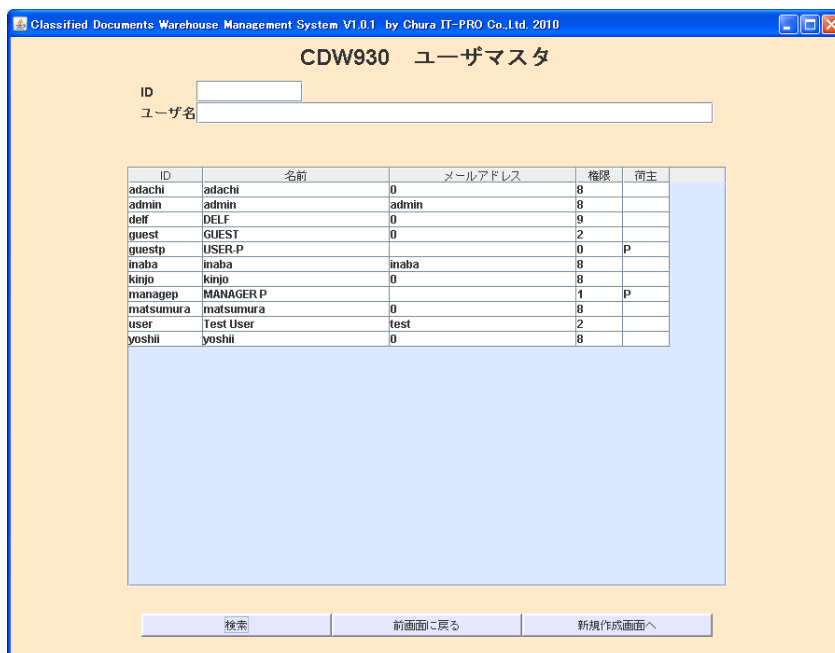 Classified Documents Warehouse Management System V1.0.1 by Chura IT-PRO Co.,Ltd. 2010
CDW930 ユーザマスタ
ID
ユーザ名
ID 名前 メールアドレス 権限 荷主
adachi adachi 0 8
admin admin admin 8
delf DELF 0 9
guest GUEST 0 2
guestp USER-P 0 P
inaba inaba inaba 8
kinjo kinjo 0 8
managep MANAGER P 1 P
matsumura matsumura 0 8
user Test User test 2
yoshii yoshii 0 8
検索 前画面に戻る 新規作成画面へ